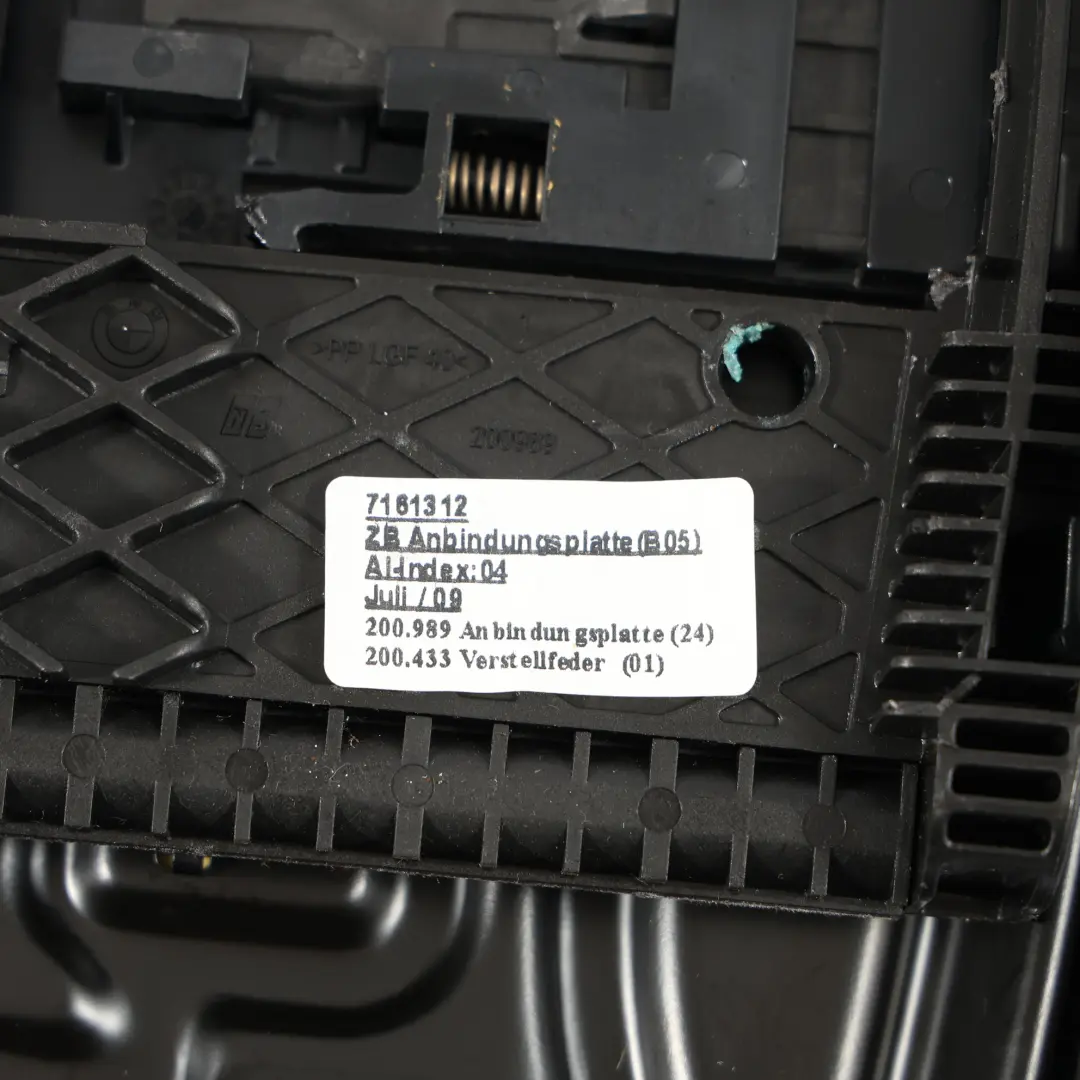 >PP LGF 40<
200989
7161312
ZB Anbindungsplatte (B05)
AI-Index: 04
Juli / 09
200.989 Anbindungsplatte (24)
200.433 Verstellfeder (01)